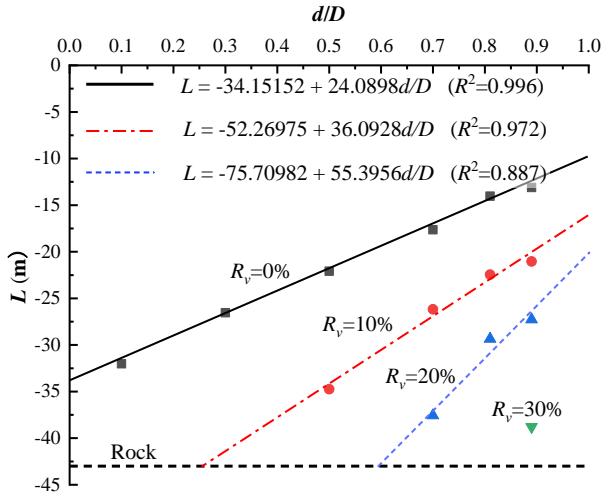 d/D
0.0 0.1 0.2 0.3 0.4 0.5 0.6 0.7 0.8 0.9 1.0
0
-5
-10
-15
-20
-25
-30
-35
-40
-45
L (m)
L = -34.15152 + 24.0898d/D (R²=0.996)
L = -52.26975 + 36.0928d/D (R²=0.972)
L = -75.70982 + 55.3956d/D (R²=0.887)
Rv=0%
Rv=10%
Rv=20%
Rv=30%
Rock